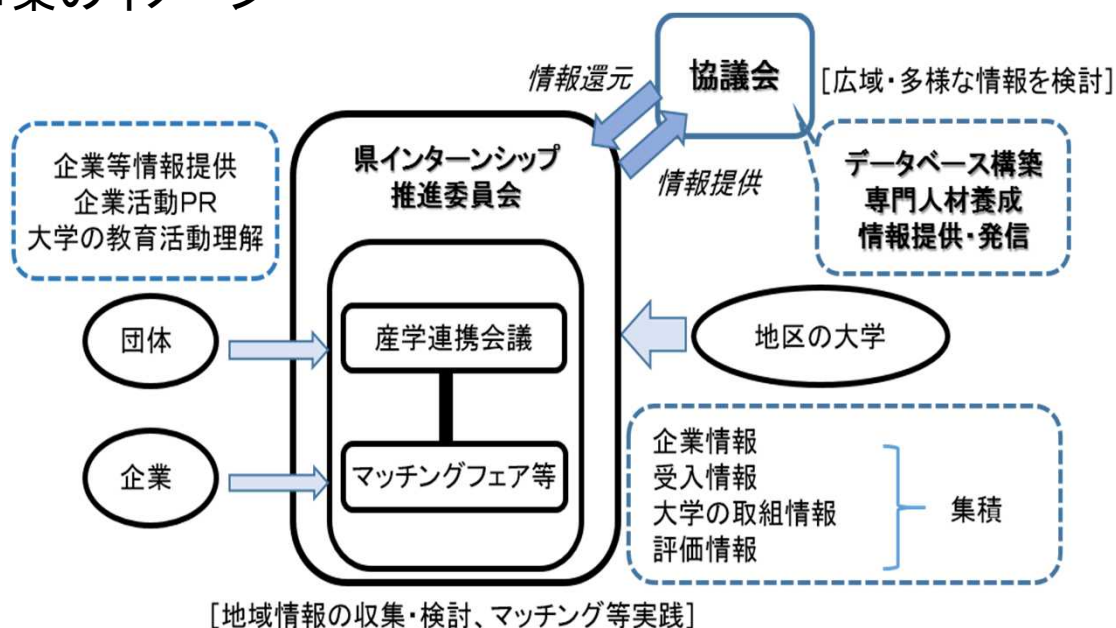 業のイメージ
協議会
情報還元
[広域・多様な情報を検討]
情報提供
データベース構築
専門人材養成
情報提供・発信
企業等情報提供
企業活動PR
大学の教育活動理解
県インターンシップ
推進委員会
団体
産学連携会議
地区の大学
企業
マッチングフェア等
企業情報
受入情報
大学の取組情報
評価情報
集積
[地域情報の収集・検討、マッチング等実践]